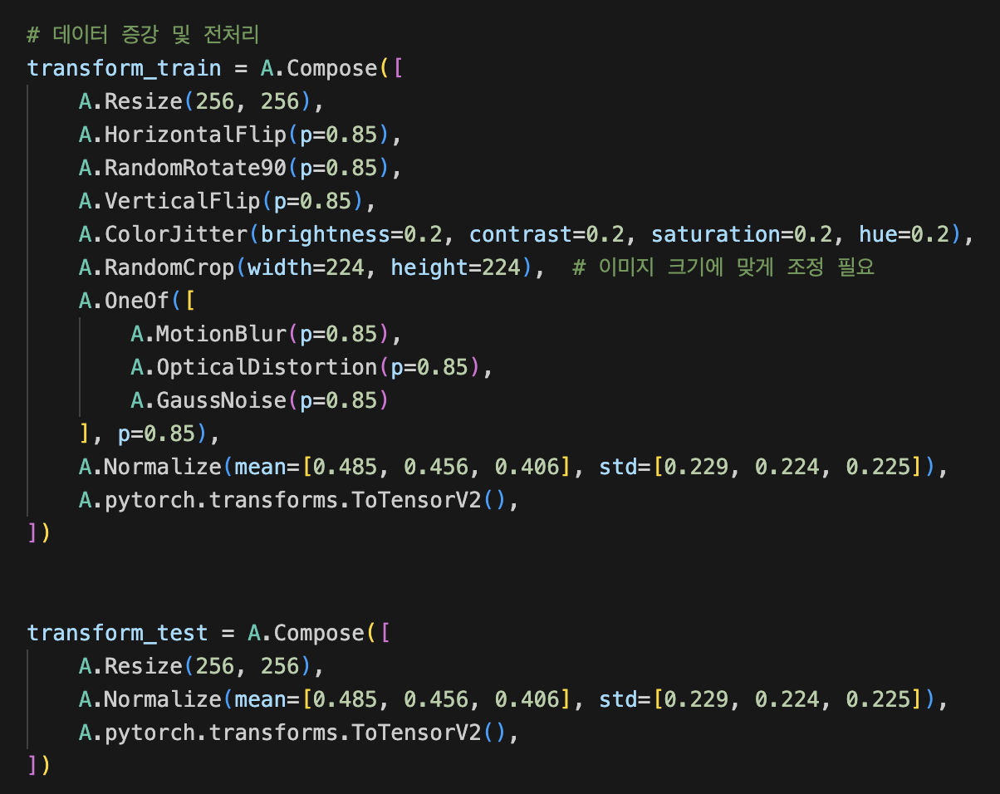 # 데이터 증강 및 전처리
transform_train = A.Compose([
    A.Resize(256, 256),
    A.HorizontalFlip(p=0.85),
    A.RandomRotate90(p=0.85),
    A.VerticalFlip(p=0.85),
    A.ColorJitter(brightness=0.2, contrast=0.2, saturation=0.2, hue=0.2),
    A.RandomCrop(width=224, height=224),  # 이미지 크기에 맞게 조정 필요
    A.OneOf([
        A.MotionBlur(p=0.85),
        A.OpticalDistortion(p=0.85),
        A.GaussNoise(p=0.85)
    ], p=0.85),
    A.Normalize(mean=[0.485, 0.456, 0.406], std=[0.229, 0.224, 0.225]),
    A.pytorch.transforms.ToTensorV2(),
])
transform_test = A.Compose([
    A.Resize(256, 256),
    A.Normalize(mean=[0.485, 0.456, 0.406], std=[0.229, 0.224, 0.225]),
    A.pytorch.transforms.ToTensorV2(),
])